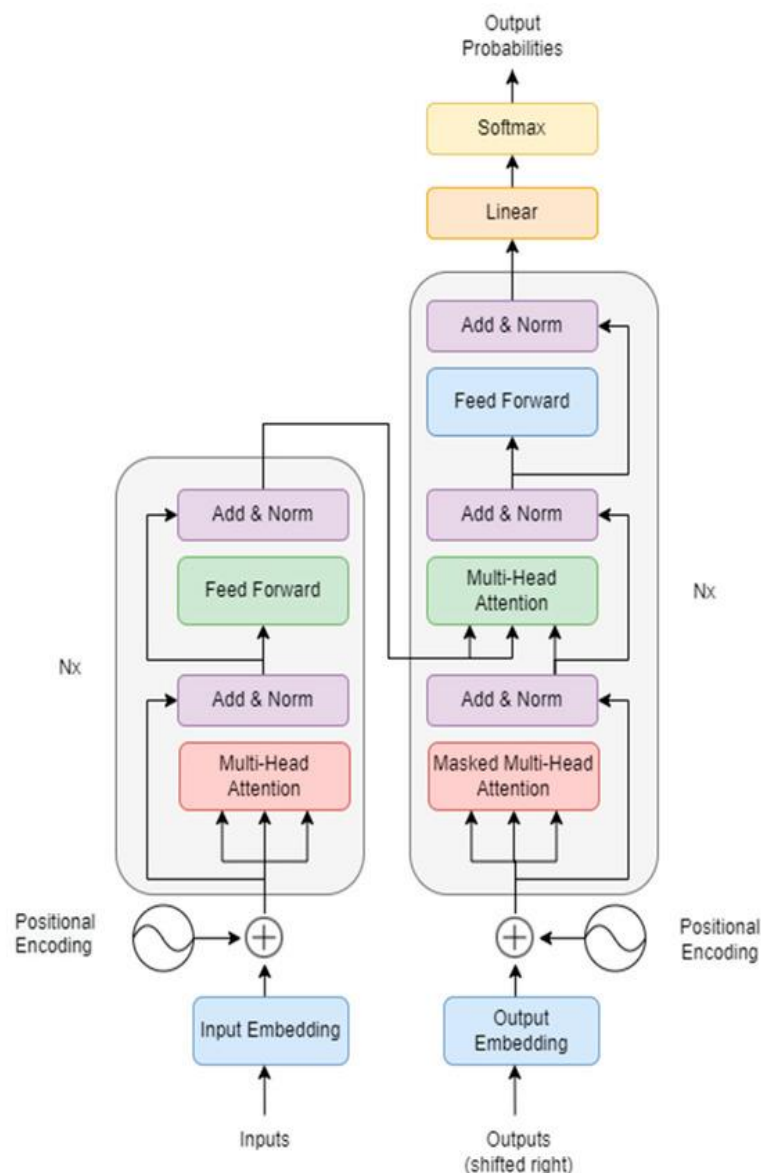 Output
Probabilities
Softmax
Linear
Add & Norm
Feed Forward
Add & Norm
Add & Norm
Feed Forward
Multi-Head
Attention
Nx
Nx
Add & Norm
Add & Norm
Multi-Head
Attention
Masked Multi-Head
Attention
Positional
Encoding
Positional
Encoding
Input Embedding
Output
Embedding
Inputs
Outputs
(shifted right)